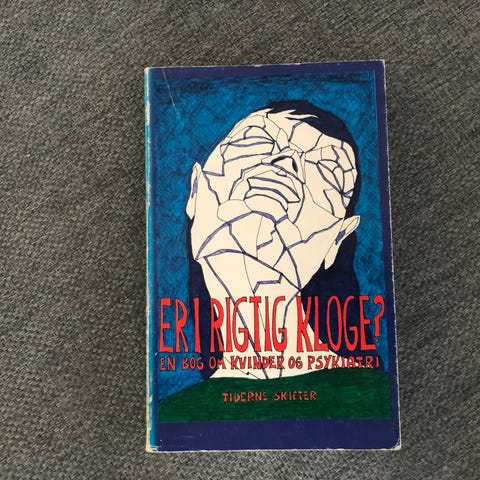 ER I RIGTIG KLOGE?
EN BOG OM KVINDER OG PSYKIATRI
TIDERNE SKIFTER